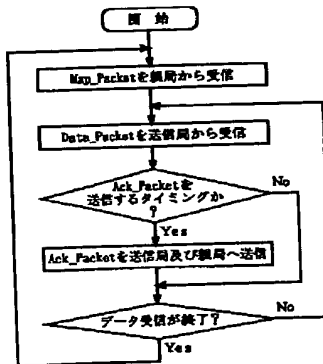 開始
Map_Packetを親局から受信
Data_Packetを送信局から受信
Ack_Packetを
送信するタイミングか
?
No
Yes
Ack_Packetを送信局及び親局へ送信
データ受信が終了?
No
Yes